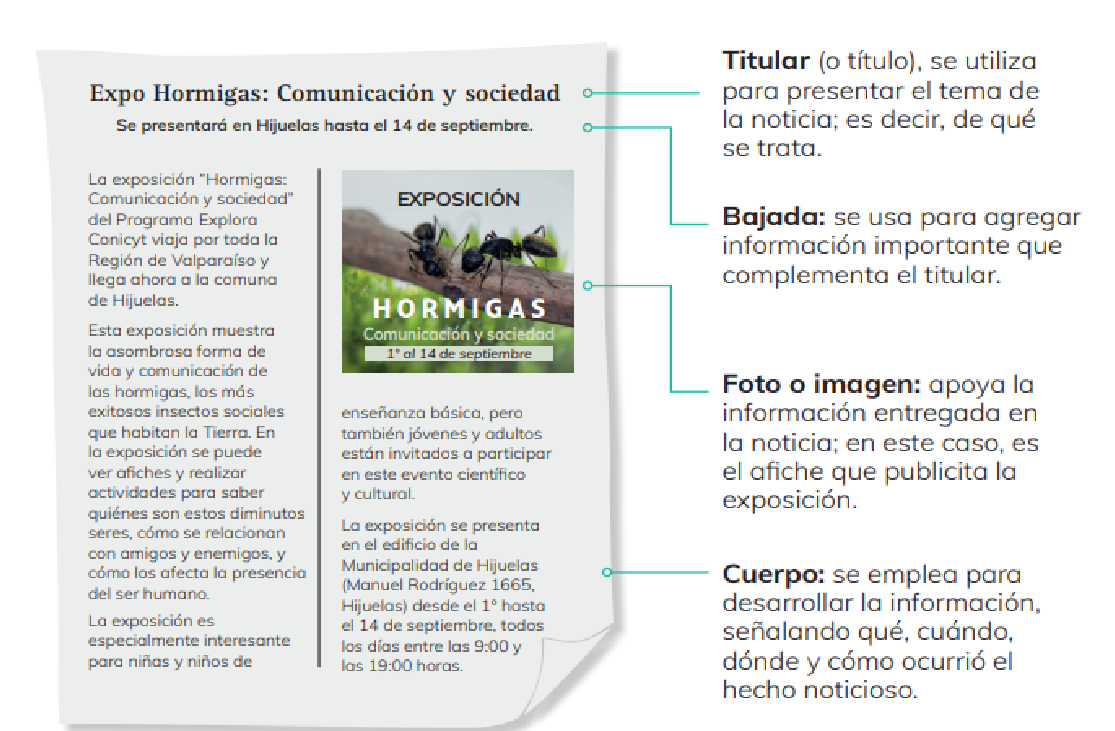 Expo Hormigas: Comunicación y sociedad
Se presentará en Hijuelas hasta el 14 de septiembre.
La exposición "Hormigas:
Comunicación y sociedad"
del Programa Explora
Conicyt viaja por toda la
Región de Valparaíso y
llega ahora a la comuna
de Hijuelas.
Esta exposición muestra
la asombrosa forma de
vida y comunicación de
las hormigas, los más
exitosos insectos sociales
que habitan la Tierra. En
la exposición se puede
ver afiches y realizar
actividades para saber
quiénes son estos diminutos
seres, cómo se relacionan
con amigos y enemigos, y
cómo los afecta la presencia
del ser humano.
La exposición es
especialmente interesante
para niñas y niños de
EXPOSICIÓN
HORMIGAS
Comunicación y sociedad
1° al 14 de septiembre
enseñanza básica, pero
también jóvenes y adultos
están invitados a participar
en este evento científico
y cultural.
La exposición se presenta
en el edificio de la
Municipalidad de Hijuelas
(Manuel Rodríguez 1665,
Hijuelas) desde el 1° hasta
el 14 de septiembre, todos
los días entre las 9:00 y
las 19:00 horas.
Titular (o título), se utiliza
para presentar el tema de
la noticia; es decir, de qué
se trata.
Bajada: se usa para agregar
información importante que
complementa el titular.
Foto o imagen: apoya la
información entregada en
la noticia; en este caso, es
el afiche que publicita la
exposición.
Cuerpo: se emplea para
desarrollar la información,
señalando qué, cuándo,
dónde y cómo ocurrió el
hecho noticioso.